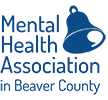 Mental
Health
Association
in Beaver County